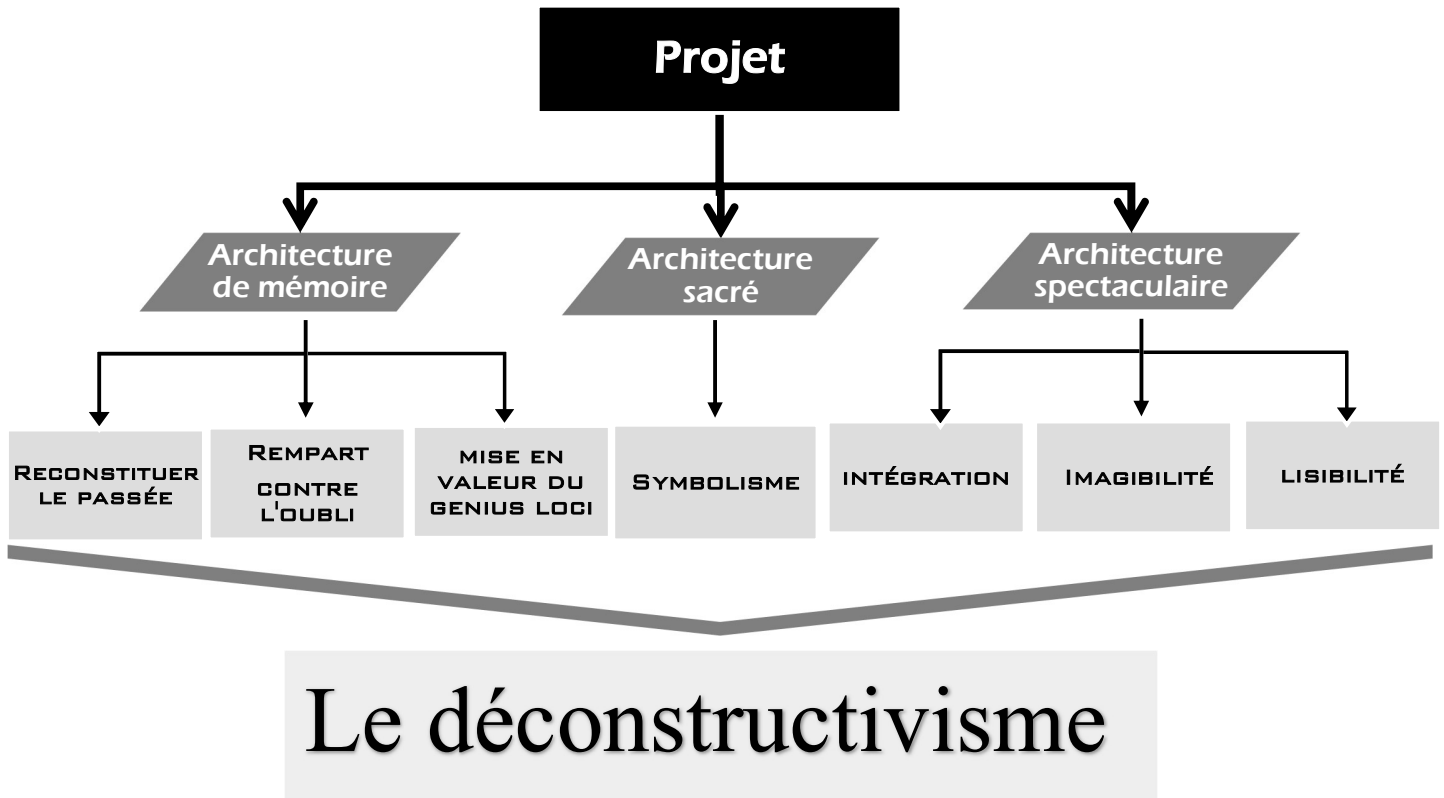 Projet
Architecture
de mémoire
Architecture
sacré
Architecture
spectaculaire
Reconstituer
le passée
Rempart
contre
l'oubli
mise en
valeur du
genius loci
Symbolisme
intégration
Imagibilité
lisibilité
Le déconstructivisme